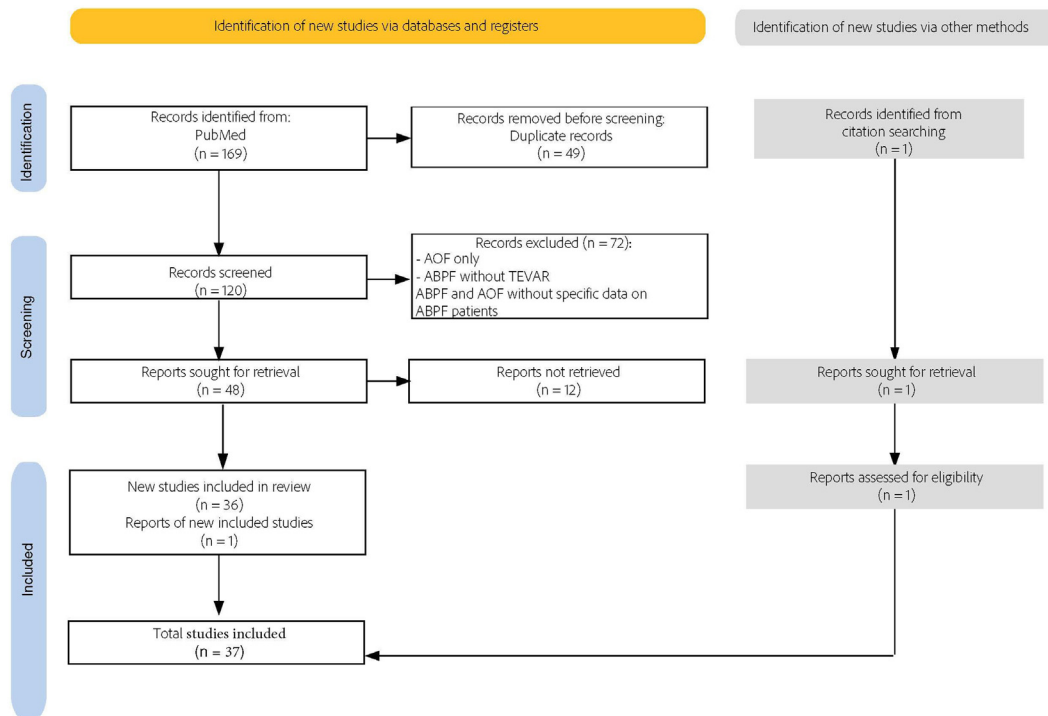 Identification of new studies via databases and registers
Identification of new studies via other methods
Identification
Records identified from:
PubMed
(n = 169)
Records removed before screening:
Duplicate records
(n = 49)
Records identified from
citation searching
(n = 1)
Screening
Records screened
(n = 120)
Records excluded (n = 72):
- AOF only
- ABPF without TEVAR
ABPF and AOF without specific data on
ABPF patients
Reports sought for retrieval
(n = 48)
Reports not retrieved
(n = 12)
Reports sought for retrieval
(n = 1)
Included
New studies included in review
(n = 36)
Reports of new included studies
(n = 1)
Reports assessed for eligibility
(n = 1)
Total studies included
(n = 37)